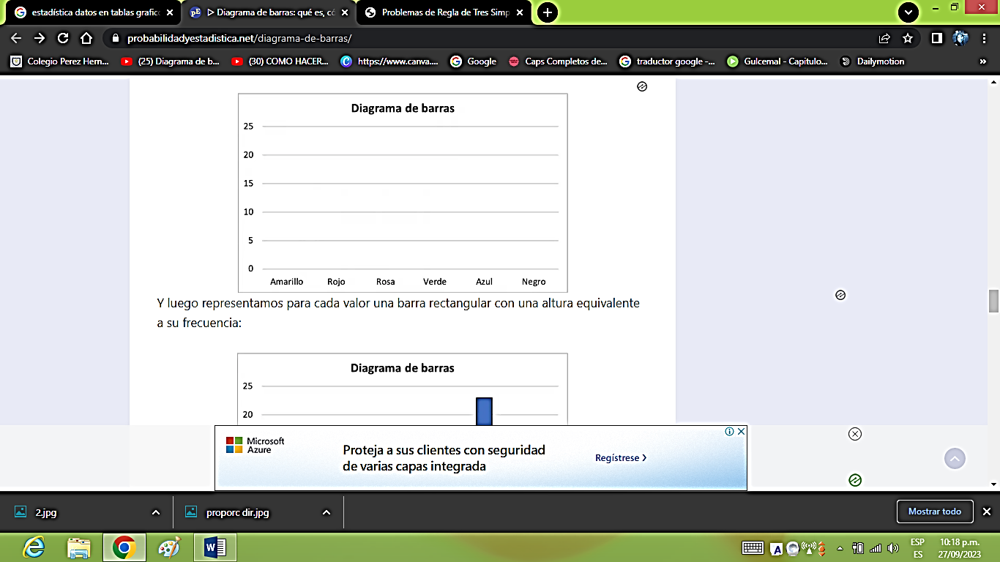 estadística datos en tablas grafic
▷ Diagrama de barras: qué es, có
Problemas de Regla de Tres Simp
probabilidadyestadistica.net/diagrama-de-barras/
Colegio Perez Hern...
(25) Diagrama de b...
(30) COMO HACER...
https://www.canva....
Google
Caps Completos de...
traductor google -...
Gulcemal - Capitulo...
Dailymotion
»
Diagrama de barras
25
20
15
10
5
0
Amarillo Rojo Rosa Verde Azul Negro
Y luego representamos para cada valor una barra rectangular con una altura equivalente
a su frecuencia:
Diagrama de barras
25
20
Microsoft
Azure
Proteja a sus clientes con seguridad
de varias capas integrada
Regístrese
2.jpg
proporc dir.jpg
Mostrar todo
ESP
ES
10:18 p.m.
27/09/2023